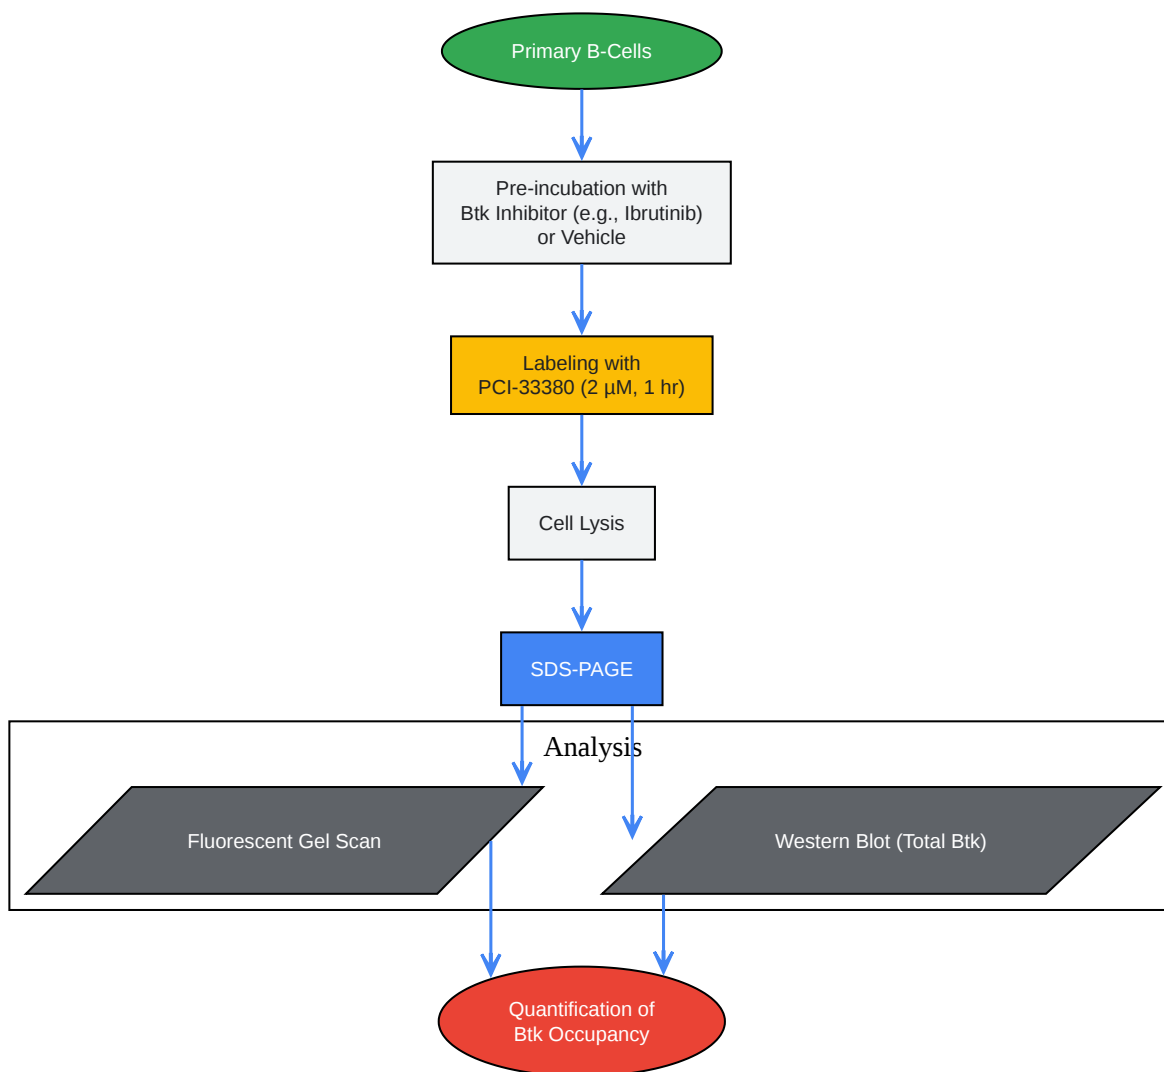 Primary B-Cells
Pre-incubation with
Btk Inhibitor (e.g., Ibrutinib)
or Vehicle
Labeling with
PCI-33380 (2 µM, 1 hr)
Cell Lysis
SDS-PAGE
Analysis
Fluorescent Gel Scan
Western Blot (Total Btk)
Quantification of
Btk Occupancy